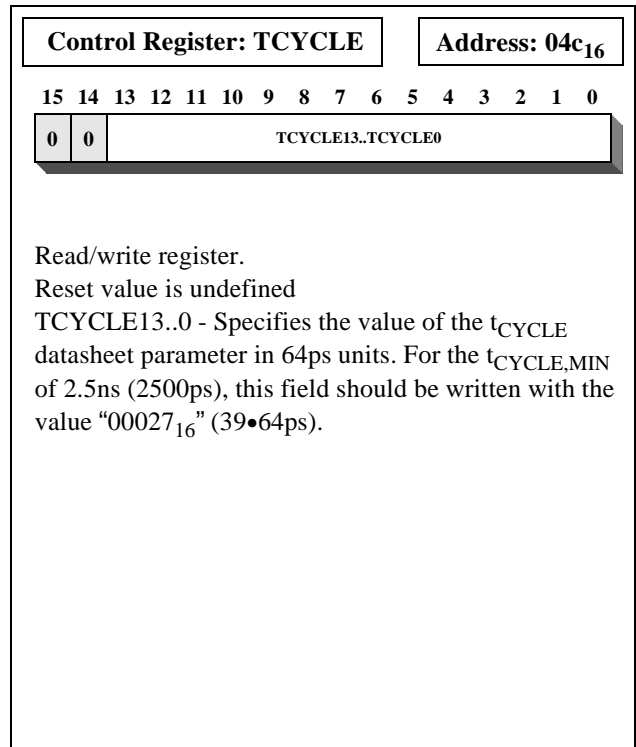 Control Register: TCYCLE Address: 04c₁₆
15 14 13 12 11 10 9 8 7 6 5 4 3 2 1 0
0 0 TCYCLE13..TCYCLE0
Read/write register.
Reset value is undefined
TCYCLE13..0 - Specifies the value of the tCYCLE
datasheet parameter in 64ps units. For the tCYCLE,MIN
of 2.5ns (2500ps), this field should be written with the
value “00027₁₆” (39•64ps).